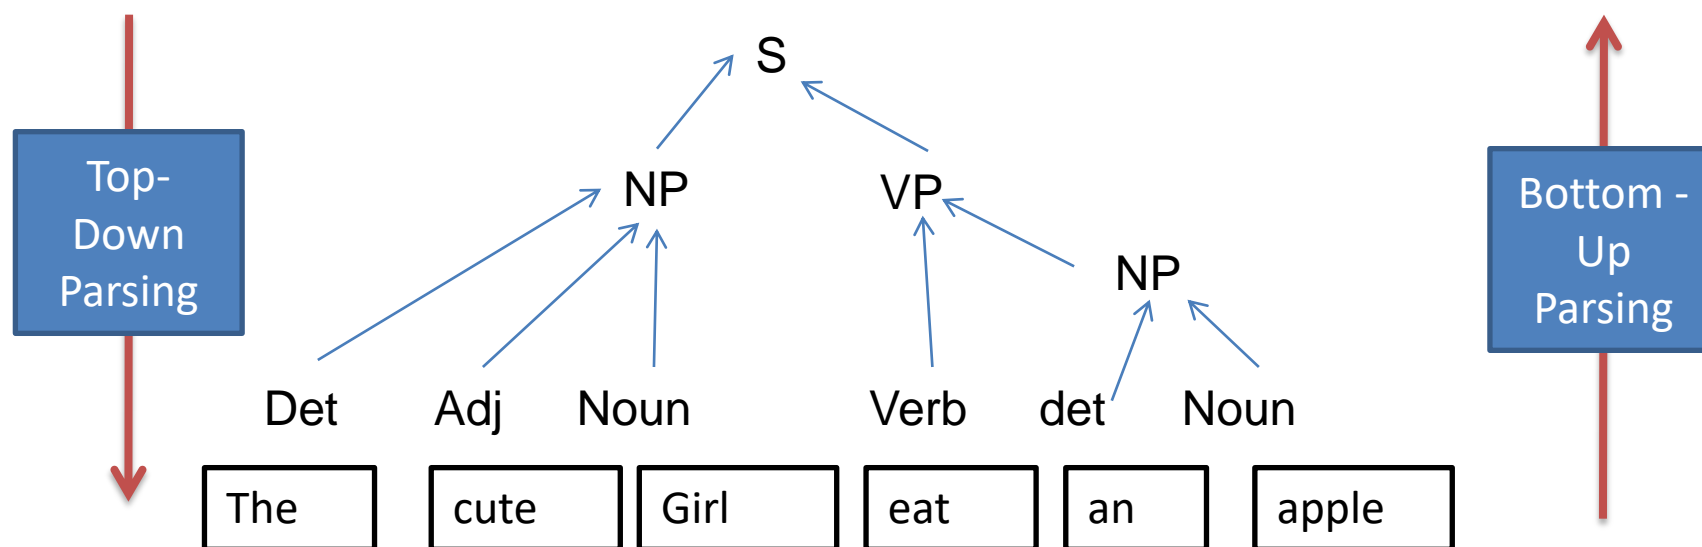 S
Top-
Down
Parsing
NP VP
Bottom -
Up
Parsing
NP
Det Adj Noun Verb det Noun
The cute Girl eat an apple